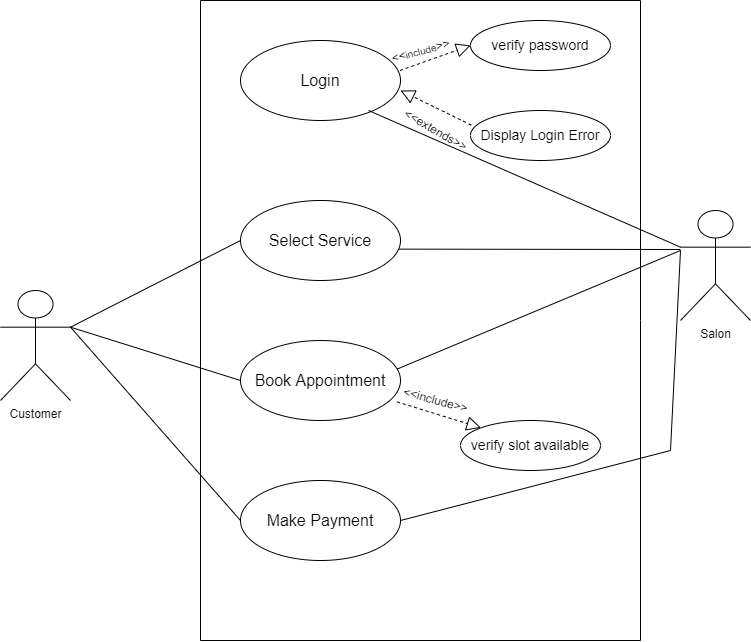 <<include>>
verify password
Login
<<extends>>
Display Login Error
Select Service
Salon
Book Appointment
<<include>>
Customer
verify slot available
Make Payment